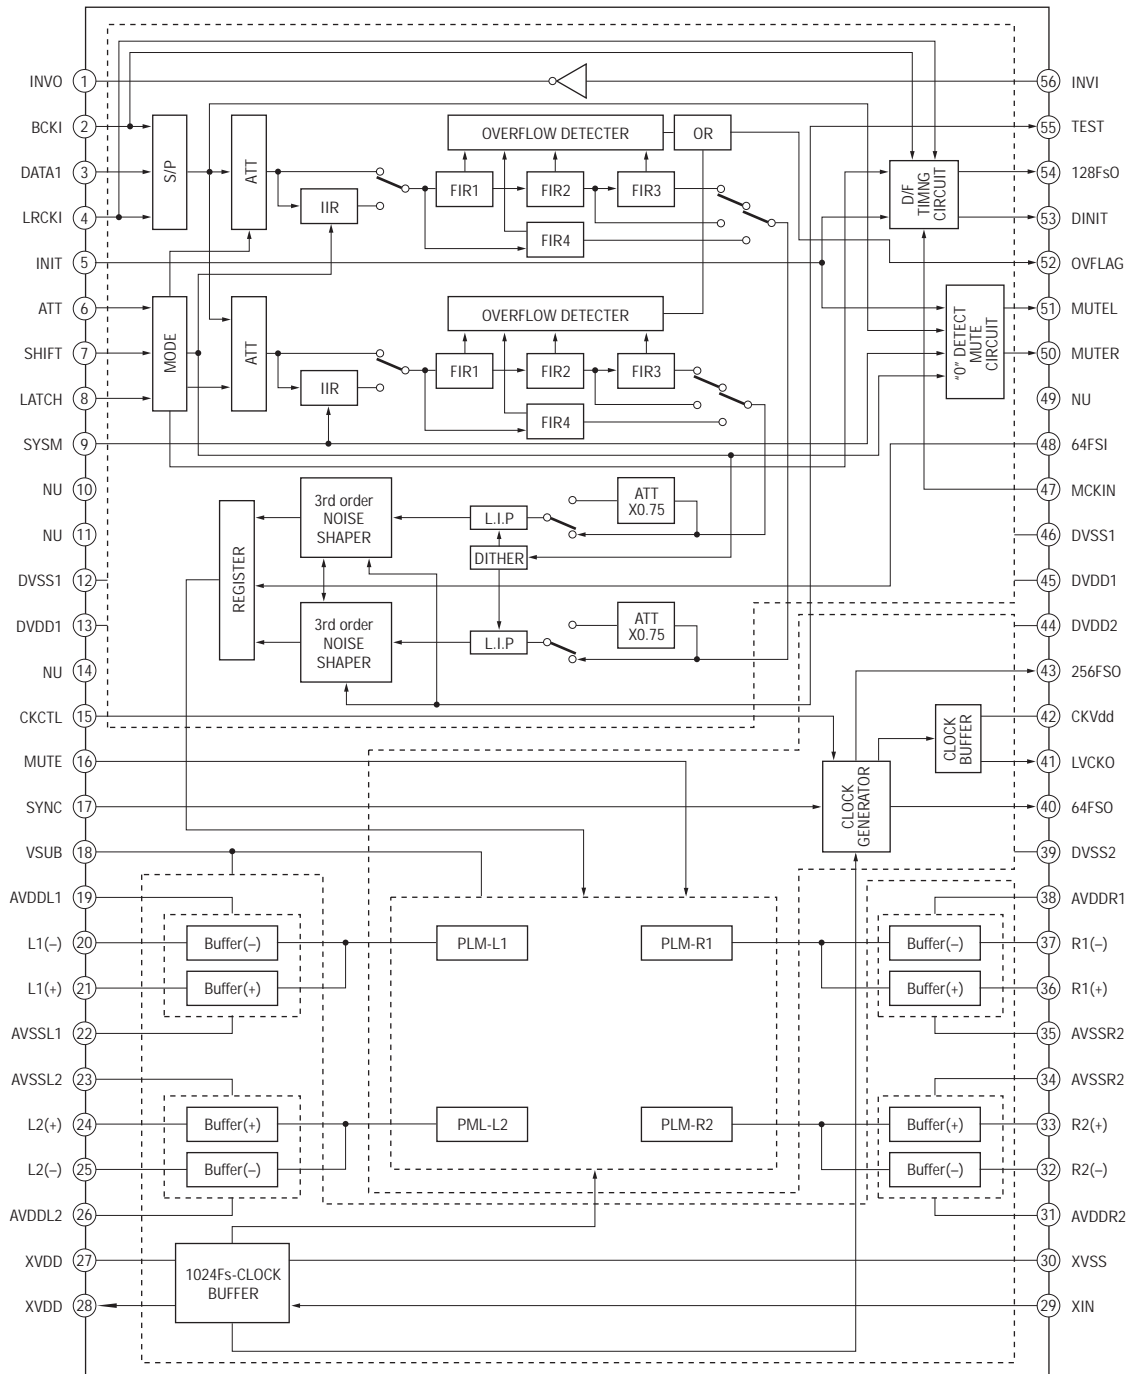 INVO 1
BCKI 2
DATA1 3
LRCKI 4
INIT 5
ATT 6
SHIFT 7
LATCH 8
SYSM 9
NU 10
NU 11
DVSS1 12
DVDD1 13
NU 14
CKCTL 15
MUTE 16
SYNC 17
VSUB 18
AVDDL1 19
L1(–) 20
L1(+) 21
AVSSL1 22
AVSSL2 23
L2(+) 24
L2(–) 25
AVDDL2 26
XVDD 27
XVDD 28
56 INVI
55 TEST
54 128FsO
53 DINIT
52 OVFLAG
51 MUTEL
50 MUTER
49 NU
48 64FSI
47 MCKIN
46 DVSS1
45 DVDD1
44 DVDD2
43 256FSO
42 CKVdd
41 LVCKO
40 64FSO
39 DVSS2
38 AVDDR1
37 R1(–)
36 R1(+)
35 AVSSR2
34 AVSSR2
33 R2(+)
32 R2(–)
31 AVDDR2
30 XVSS
29 XIN
S/P
ATT
IIR
OVERFLOW DETECTER
OR
FIR1
FIR2
FIR3
FIR4
D/F
TIMNG
CIRCUIT
MODE
ATT
IIR
OVERFLOW DETECTER
FIR1
FIR2
FIR3
FIR4
"0" DETECT
MUTE
CIRCUIT
REGISTER
3rd order
NOISE
SHAPER
L.I.P
ATT
X0.75
DITHER
3rd order
NOISE
SHAPER
L.I.P
ATT
X0.75
CLOCK
GENERATOR
CLOCK
BUFFER
Buffer(–)
Buffer(+)
PLM-L1
PLM-R1
Buffer(–)
Buffer(+)
Buffer(+)
Buffer(–)
PML-L2
PLM-R2
Buffer(+)
Buffer(–)
1024Fs-CLOCK
BUFFER